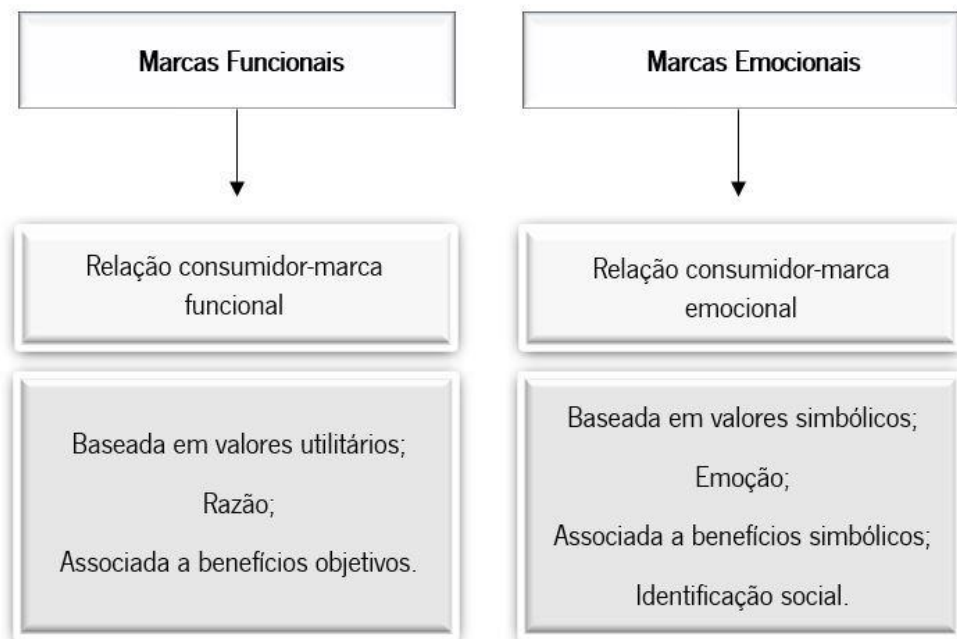 Marcas Funcionais
Marcas Emocionais
Relação consumidor-marca
funcional
Relação consumidor-marca
emocional
Baseada em valores utilitários;
Razão;
Associada a benefícios objetivos.
Baseada em valores simbólicos;
Emoção;
Associada a benefícios simbólicos;
Identificação social.